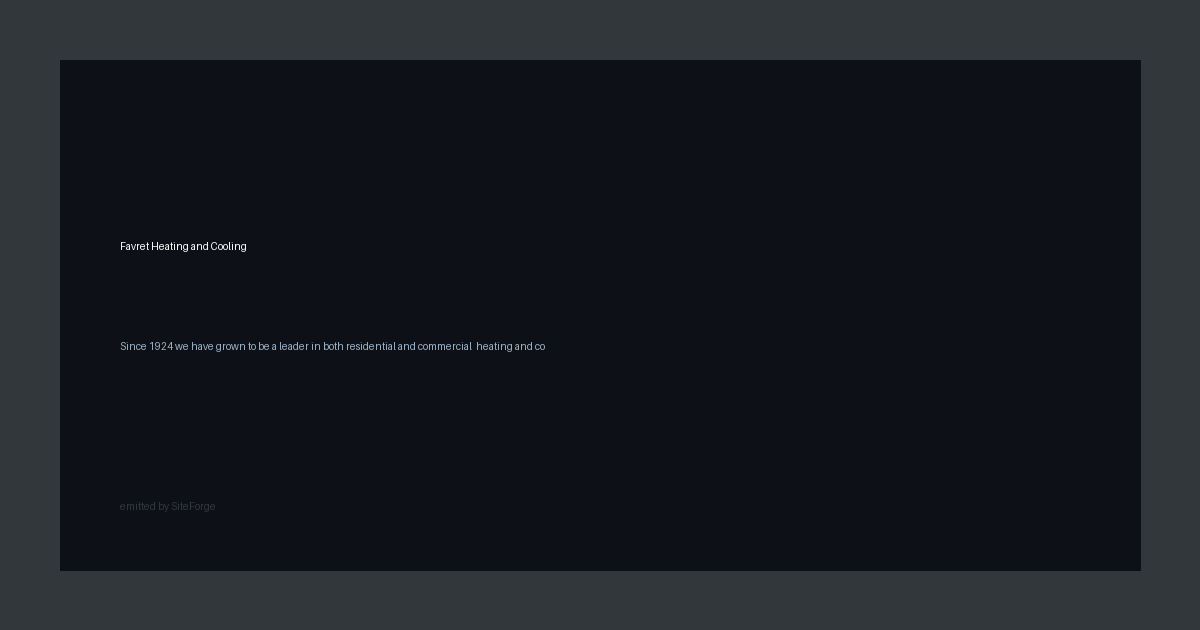 Favret Heating and Cooling
Since 1924 we have grown to be a leader in both residential and commercial  heating and co
emitted by SiteForge